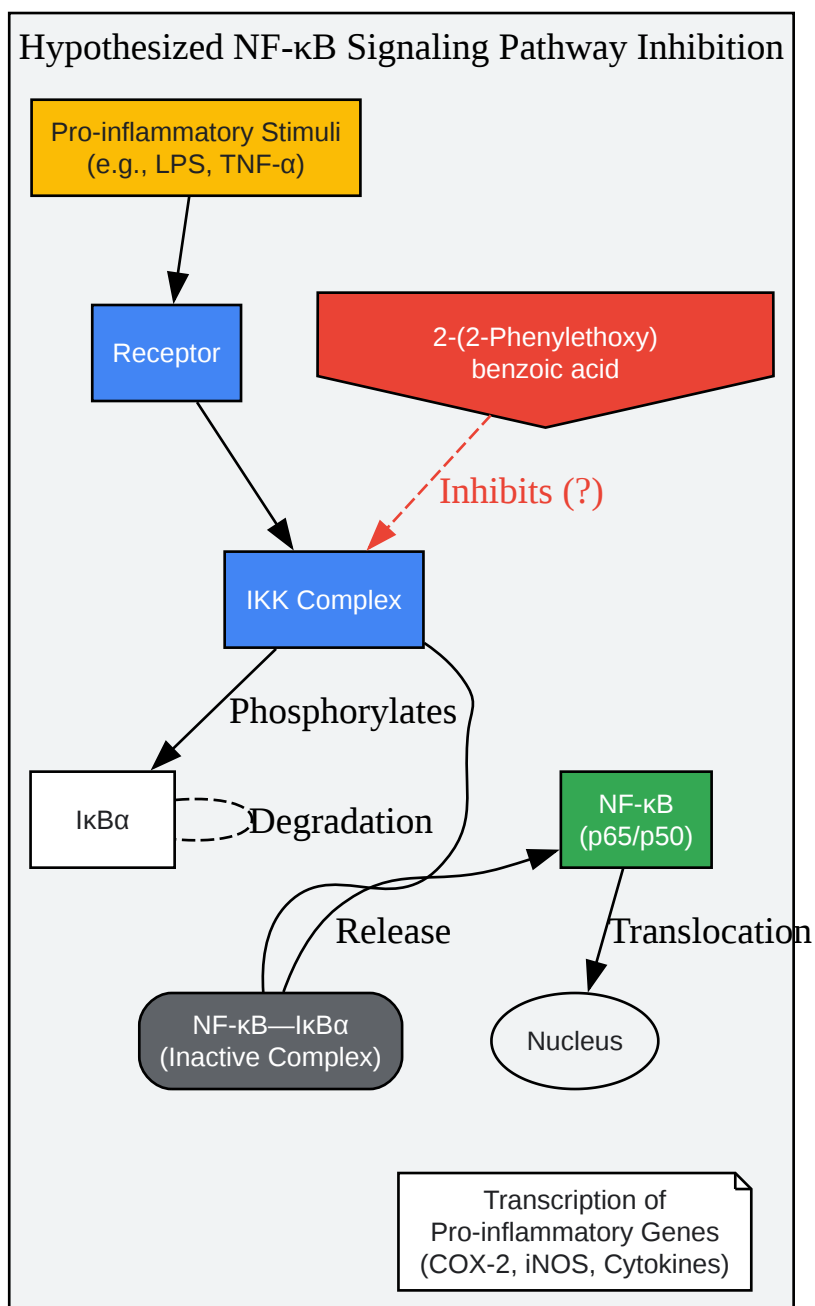 Hypothesized NF-κB Signaling Pathway Inhibition
Pro-inflammatory Stimuli
(e.g., LPS, TNF-α)
Receptor
2-(2-Phenylethoxy)
benzoic acid
Inhibits (?)
IKK Complex
Phosphorylates
IκBα
Degradation
NF-κB
(p65/p50)
Release
Translocation
NF-κB—IκBα
(Inactive Complex)
Nucleus
Transcription of
Pro-inflammatory Genes
(COX-2, iNOS, Cytokines)